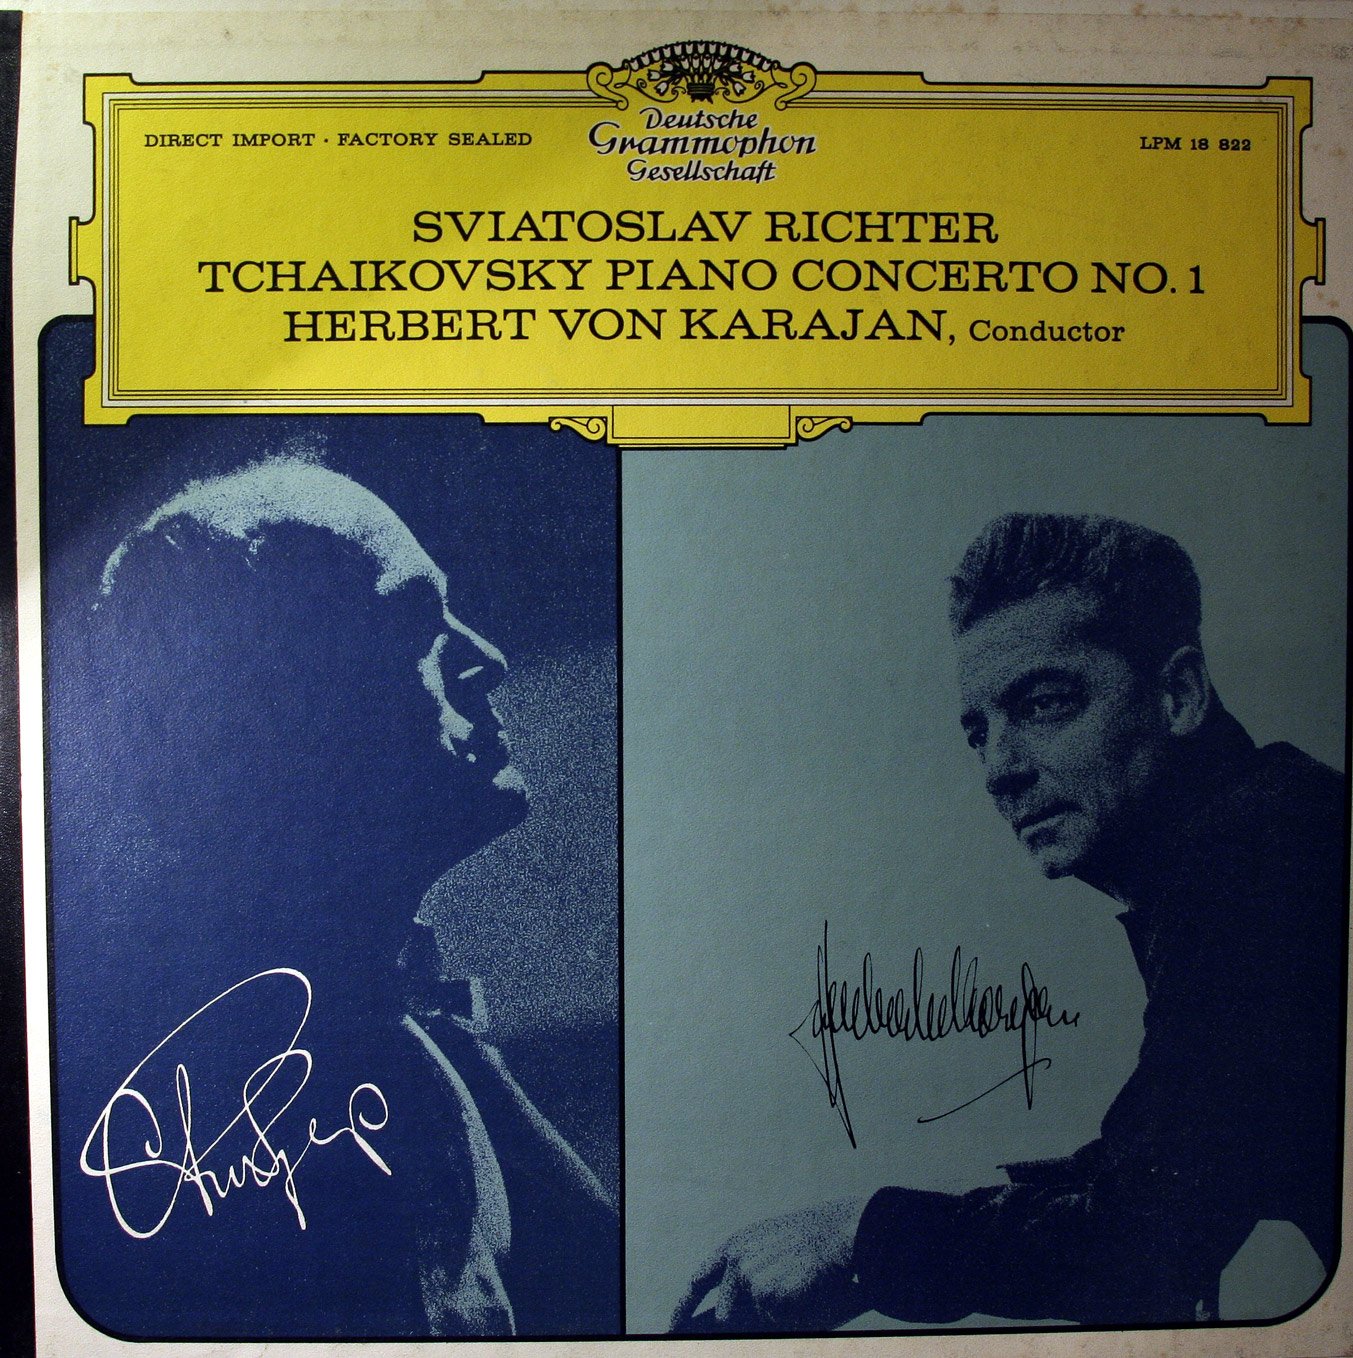 DIRECT IMPORT · FACTORY SEALED
Deutsche
Grammophon
Gesellschaft
LPM 18 822
SVIATOSLAV RICHTER
TCHAIKOVSKY PIANO CONCERTO NO. 1
HERBERT VON KARAJAN, Conductor